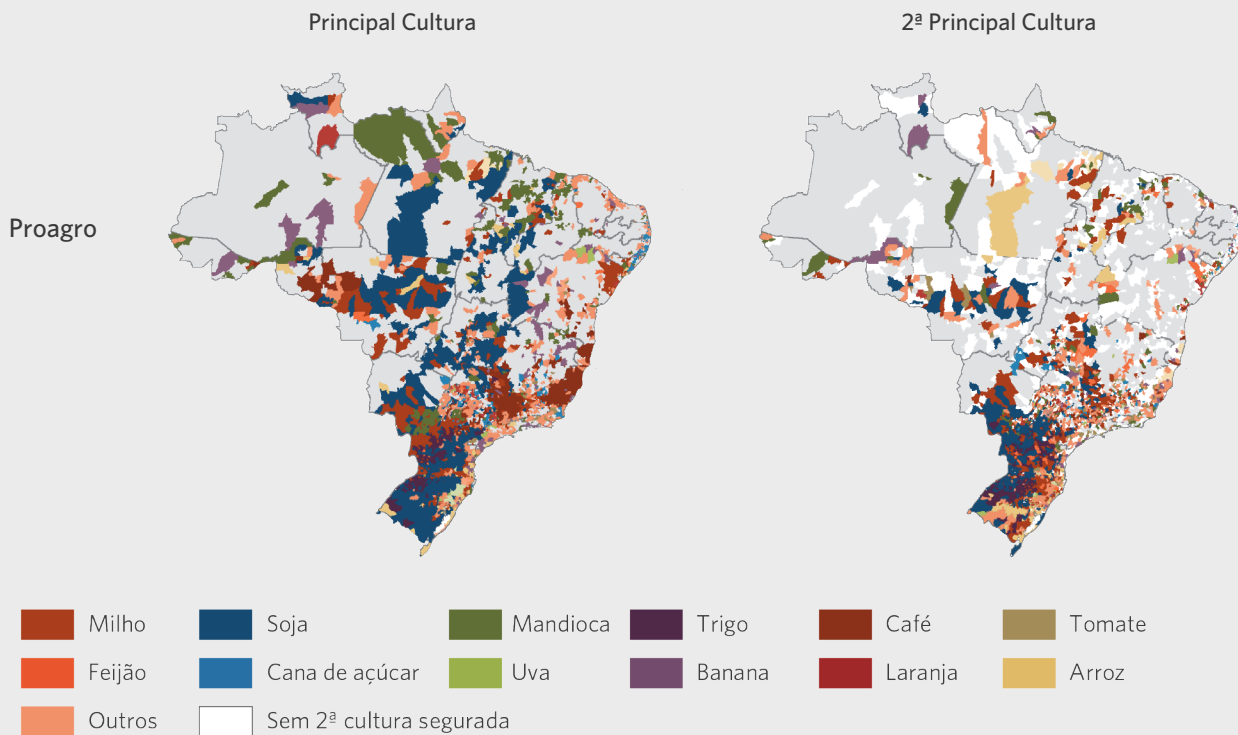 Principal Cultura
2ª Principal Cultura
Proagro
Milho
Soja
Mandioca
Trigo
Café
Tomate
Feijão
Cana de açúcar
Uva
Banana
Laranja
Arroz
Outros
Sem 2ª cultura segurada